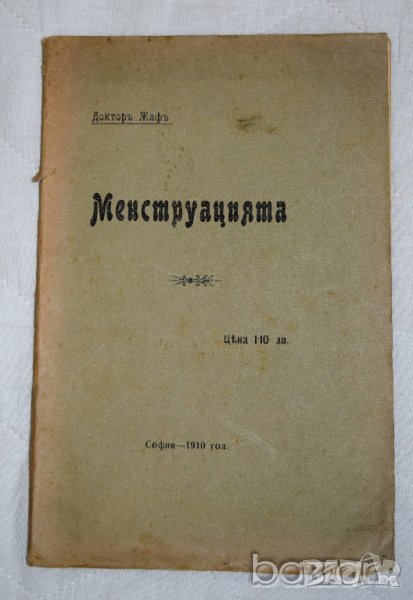 Докторъ Жафъ
Менструацията
Цѣна 1·10 лв.
София—1910 год.
bazar.bg